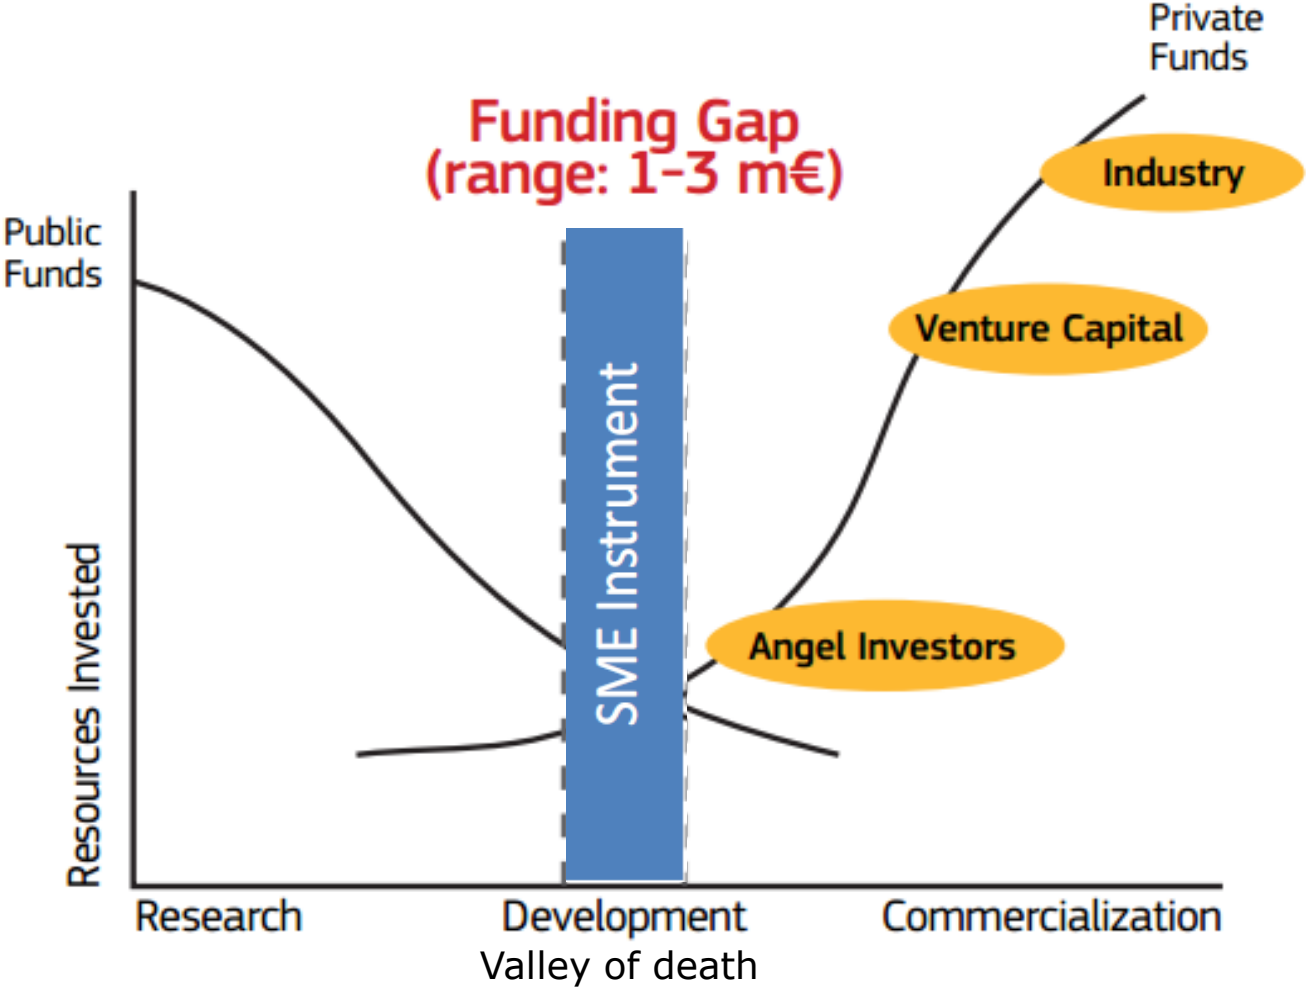 Private
Funds
Funding Gap
(range: 1-3 m€)
Industry
Public
Funds
Venture Capital
SME Instrument
Angel Investors
Resources Invested
Research
Development
Commercialization
Valley of death